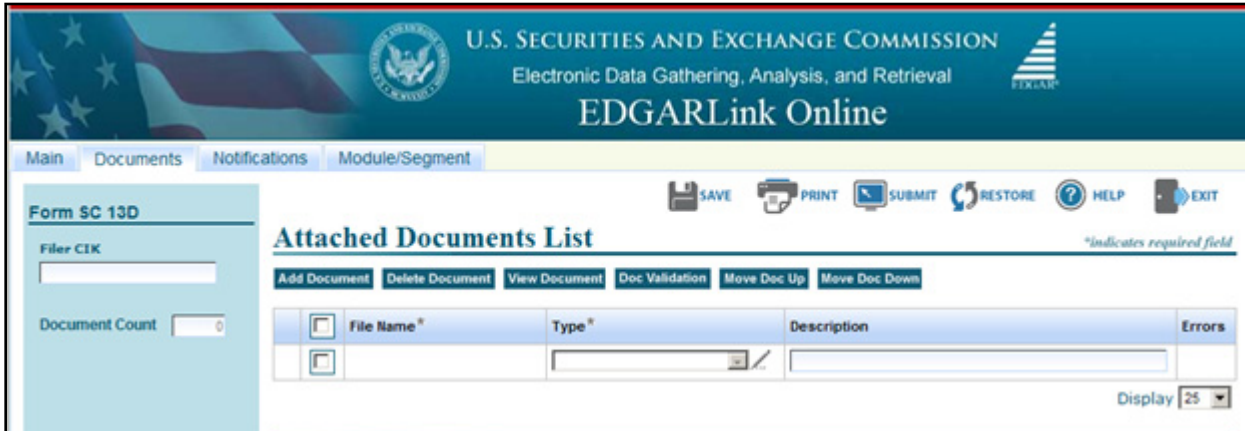 U.S. SECURITIES AND EXCHANGE COMMISSION
Electronic Data Gathering, Analysis, and Retrieval
EDGAR®
EDGARLink Online
Main Documents Notifications Module/Segment
SAVE PRINT SUBMIT RESTORE ? HELP EXIT
Form SC 13D
Attached Documents List
*indicates required field
Filer CIK
Add Document Delete Document View Document Doc Validation Move Doc Up Move Doc Down
Document Count 0
File Name* Type* Description Errors
Display 25